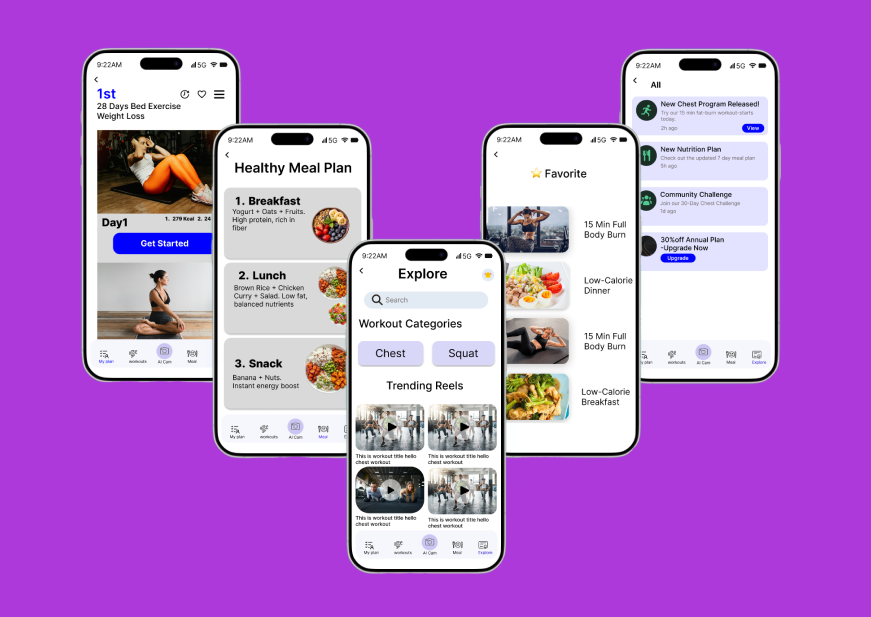 9:22AM
5G
1st
28 Days Bed Exercise
Weight Loss
Day1
1. 279 Kcal 2. 24
Get Started
My plan
workouts
AI Cam
Meal
Explore
9:22AM
5G
Healthy Meal Plan
1. Breakfast
Yogurt + Oats + Fruits.
High protein, rich in
fiber
2. Lunch
Brown Rice + Chicken
Curry + Salad. Low fat,
balanced nutrients
3. Snack
Banana + Nuts.
Instant energy boost
My plan
workouts
AI Cam
Meal
E
9:22AM
5G
Explore
Search
Workout Categories
Chest
Squat
Trending Reels
This is workout title hello
chest workout
This is workout title hello
chest workout
This is workout title hello
chest workout
This is workout title hello
chest workout
My plan
workouts
AI Cam
Meal
Explore
9:22AM
5G
Favorite
15 Min Full
Body Burn
Low-Calorie
Dinner
15 Min Full
Body Burn
Low-Calorie
Breakfast
9:22AM
5G
All
New Chest Program Released!
Try our 15 min fat-burn workout-starts
today.
2h ago
View
New Nutrition Plan
Check out the updated 7 day meal plan
5h ago
Community Challenge
Join our 30-Day Chest Challenge
1d ago
30%off Annual Plan
-Upgrade Now
Upgrade
workouts
AI Cam
Meal
Explore